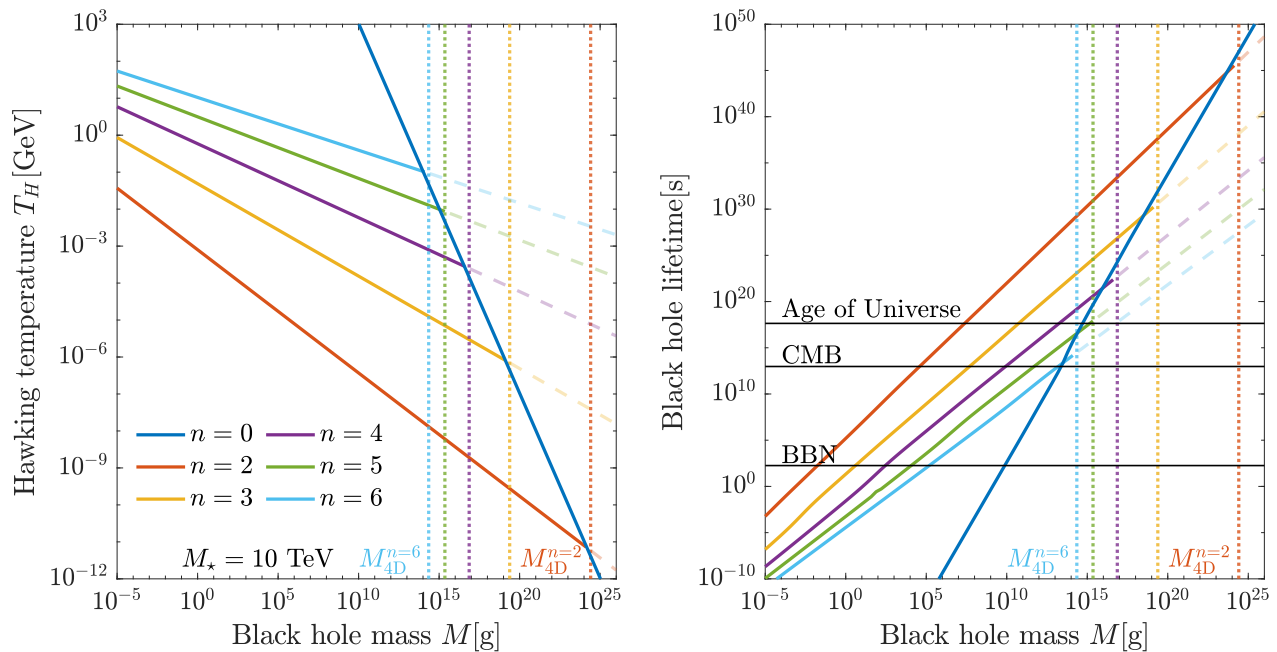 10^3
10^0
10^-3
10^-6
10^-9
10^-12
Hawking temperature T_H[GeV]
n = 0
n = 2
n = 3
n = 4
n = 5
n = 6
M_⋆ = 10 TeV
M_4D^n=6
M_4D^n=2
10^-5
10^0
10^5
10^10
10^15
10^20
10^25
Black hole mass M[g]
10^50
10^40
10^30
10^20
10^10
10^0
10^-10
Black hole lifetime[s]
Age of Universe
CMB
BBN
M_4D^n=6
M_4D^n=2
10^-5
10^0
10^5
10^10
10^15
10^20
10^25
Black hole mass M[g]